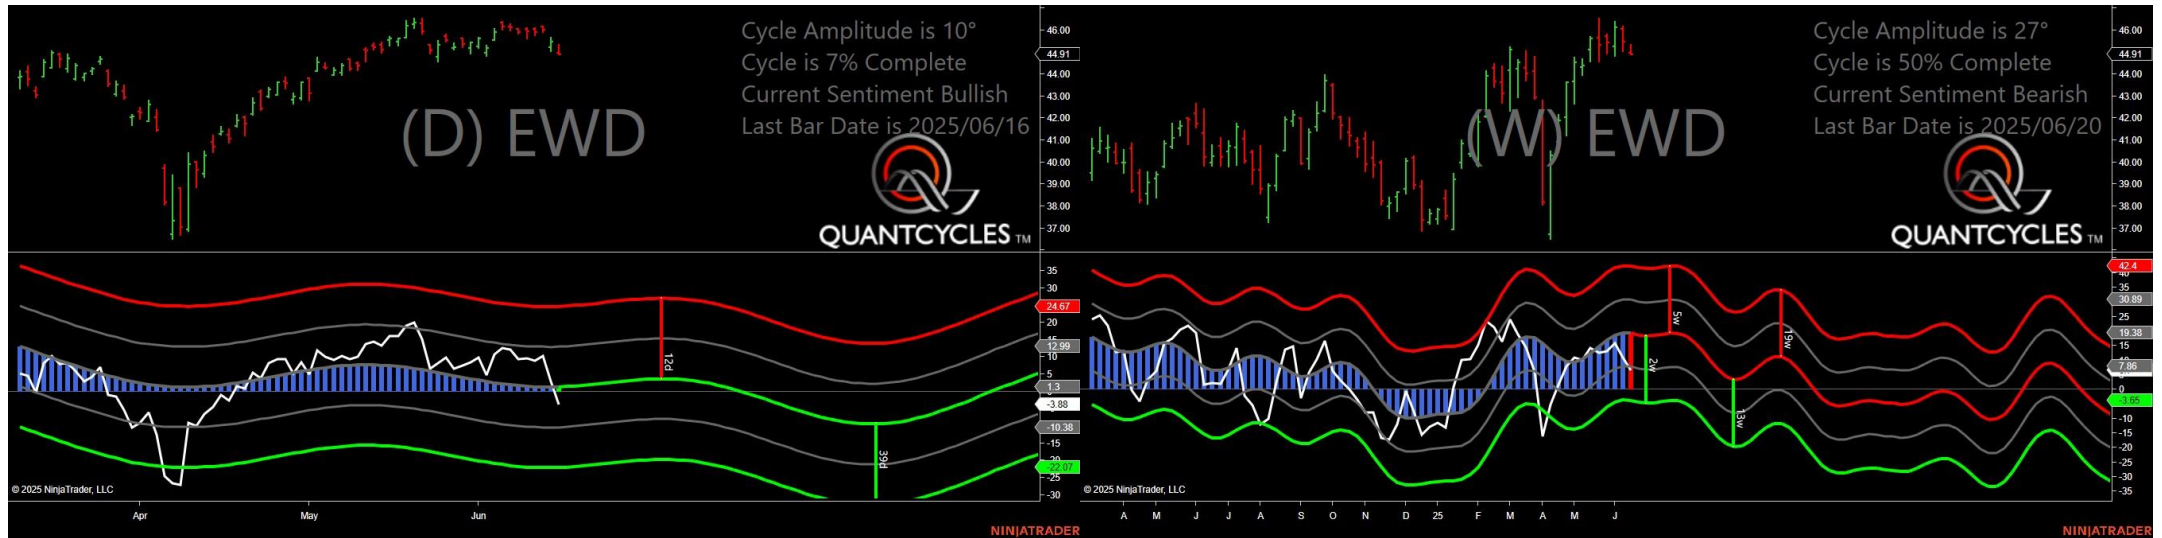 Cycle Amplitude is 10°
Cycle is 7% Complete
Current Sentiment Bullish
Last Bar Date is 2025/06/16
(D) EWD
QUANTCYCLES TM
46.00
44.91
44.00
43.00
42.00
41.00
40.00
39.00
38.00
37.00
35
30
24.67
20
15
12.99
10
5
1.3
-3.88
-10.38
-15
-20
-22.07
-25
-30
12d
39d
© 2025 NinjaTrader, LLC
Apr May Jun
NINJATRADER
Cycle Amplitude is 27°
Cycle is 50% Complete
Current Sentiment Bearish
Last Bar Date is 2025/06/20
(W) EWD
QUANTCYCLES TM
46.00
44.91
44.00
43.00
42.00
41.00
40.00
39.00
38.00
37.00
42.4
40
35
30.89
25
19.38
15
7.86
0
-3.65
-10
-15
-20
-25
-30
-35
5w
2w
13w
19w
© 2025 NinjaTrader, LLC
A M J J A S O N D 25 F M A M J
NINJATRADER